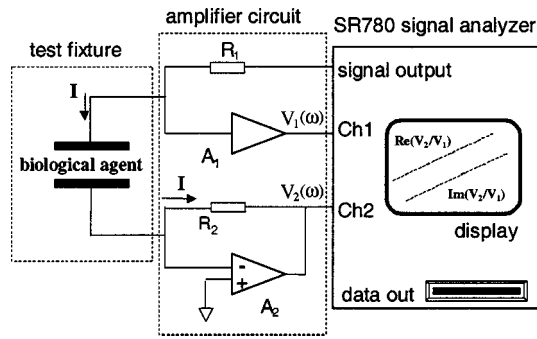 amplifier circuit
test fixture
SR780 signal analyzer
R1
signal output
I
V1(ω)
Ch1
A1
biological agent
Re(V2/V1)
I
V2(ω)
Ch2
Im(V2/V1)
R2
display
-
+
A2
data out